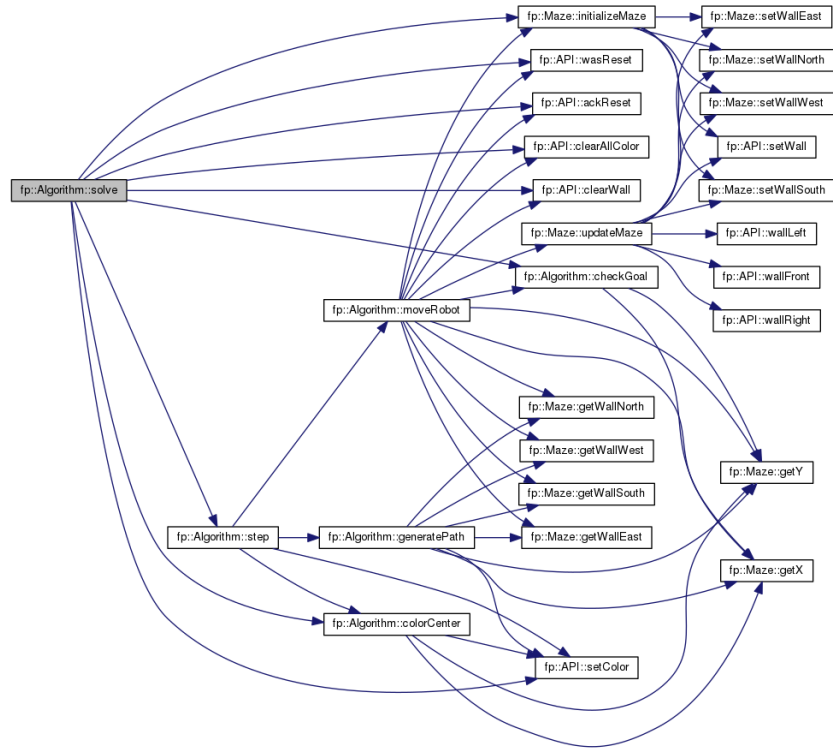 fp::Maze::initializeMaze
fp::Maze::setWallEast
fp::API::wasReset
fp::Maze::setWallNorth
fp::API::ackReset
fp::Maze::setWallWest
fp::API::clearAllColor
fp::API::setWall
fp::Algorithm::solve
fp::API::clearWall
fp::Maze::setWallSouth
fp::Maze::updateMaze
fp::API::wallLeft
fp::Algorithm::checkGoal
fp::API::wallFront
fp::Algorithm::moveRobot
fp::API::wallRight
fp::Maze::getWallNorth
fp::Maze::getWallWest
fp::Maze::getY
fp::Maze::getWallSouth
fp::Algorithm::step
fp::Algorithm::generatePath
fp::Maze::getWallEast
fp::Maze::getX
fp::Algorithm::colorCenter
fp::API::setColor